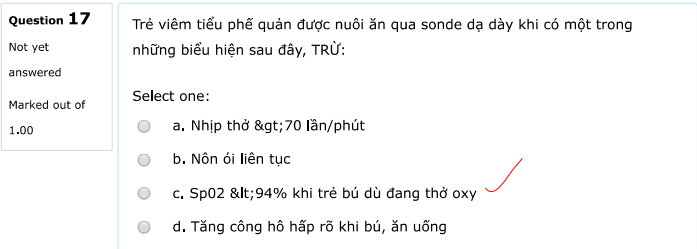 Question 17
Not yet
answered
Marked out of
1.00
Trẻ viêm tiểu phế quản được nuôi ăn qua sonde dạ dày khi có một trong
những biểu hiện sau đây, TRỪ:
Select one:
a. Nhịp thở &gt;70 lần/phút
b. Nôn ói liên tục
c. Sp02 &lt;94% khi trẻ bú dù đang thở oxy
d. Tăng công hô hấp rõ khi bú, ăn uống